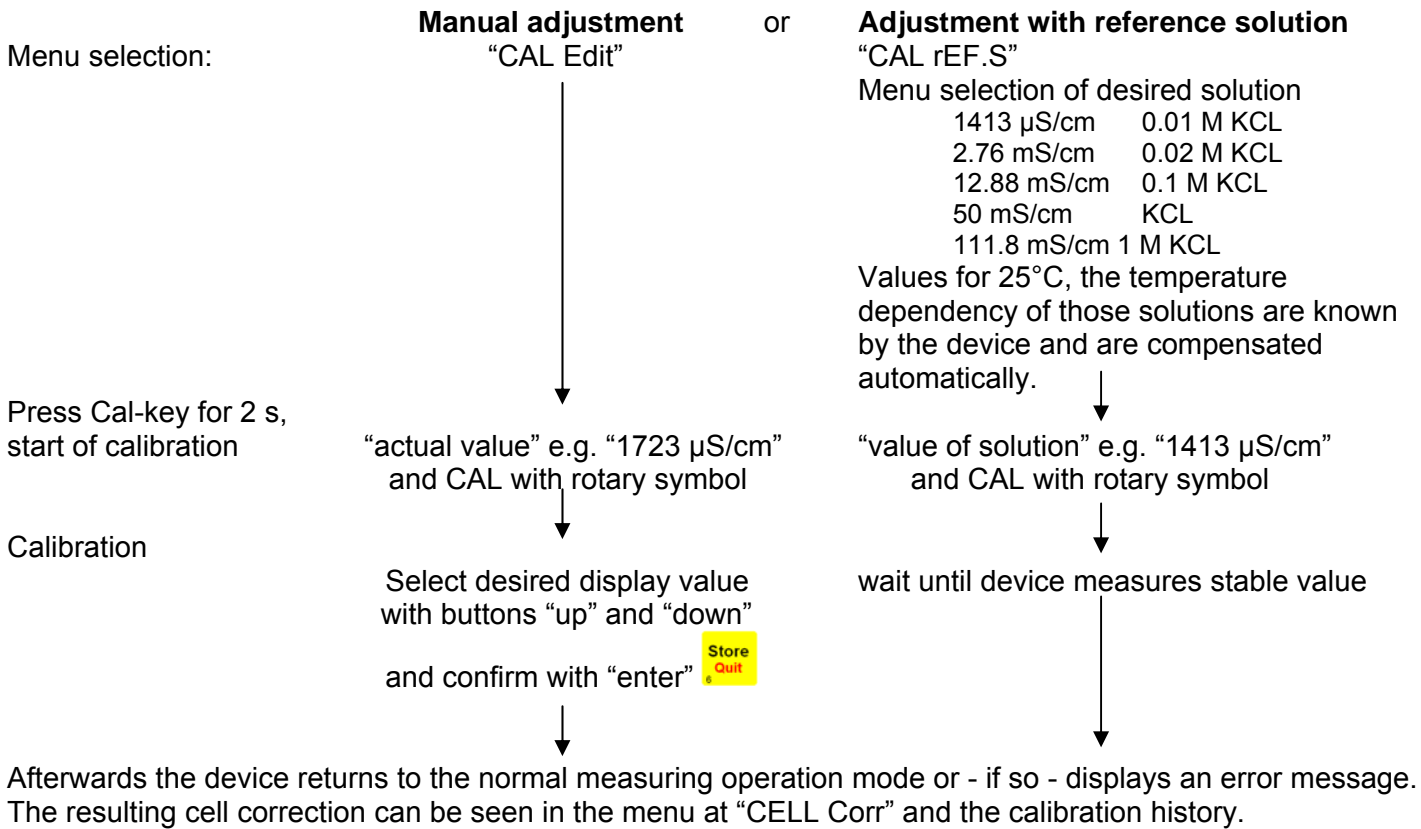 Manual adjustment or Adjustment with reference solution
Menu selection: “CAL Edit” “CAL rEF.S”
Menu selection of desired solution
1413 µS/cm 0.01 M KCL
2.76 mS/cm 0.02 M KCL
12.88 mS/cm 0.1 M KCL
50 mS/cm KCL
111.8 mS/cm 1 M KCL
Values for 25°C, the temperature
dependency of those solutions are known
by the device and are compensated
automatically.
Press Cal-key for 2 s,
start of calibration “actual value” e.g. “1723 µS/cm” “value of solution” e.g. “1413 µS/cm”
and CAL with rotary symbol and CAL with rotary symbol
Calibration
Select desired display value wait until device measures stable value
with buttons “up” and “down”
and confirm with “enter” Store
Quit
6
Afterwards the device returns to the normal measuring operation mode or - if so - displays an error message.
The resulting cell correction can be seen in the menu at “CELL Corr” and the calibration history.